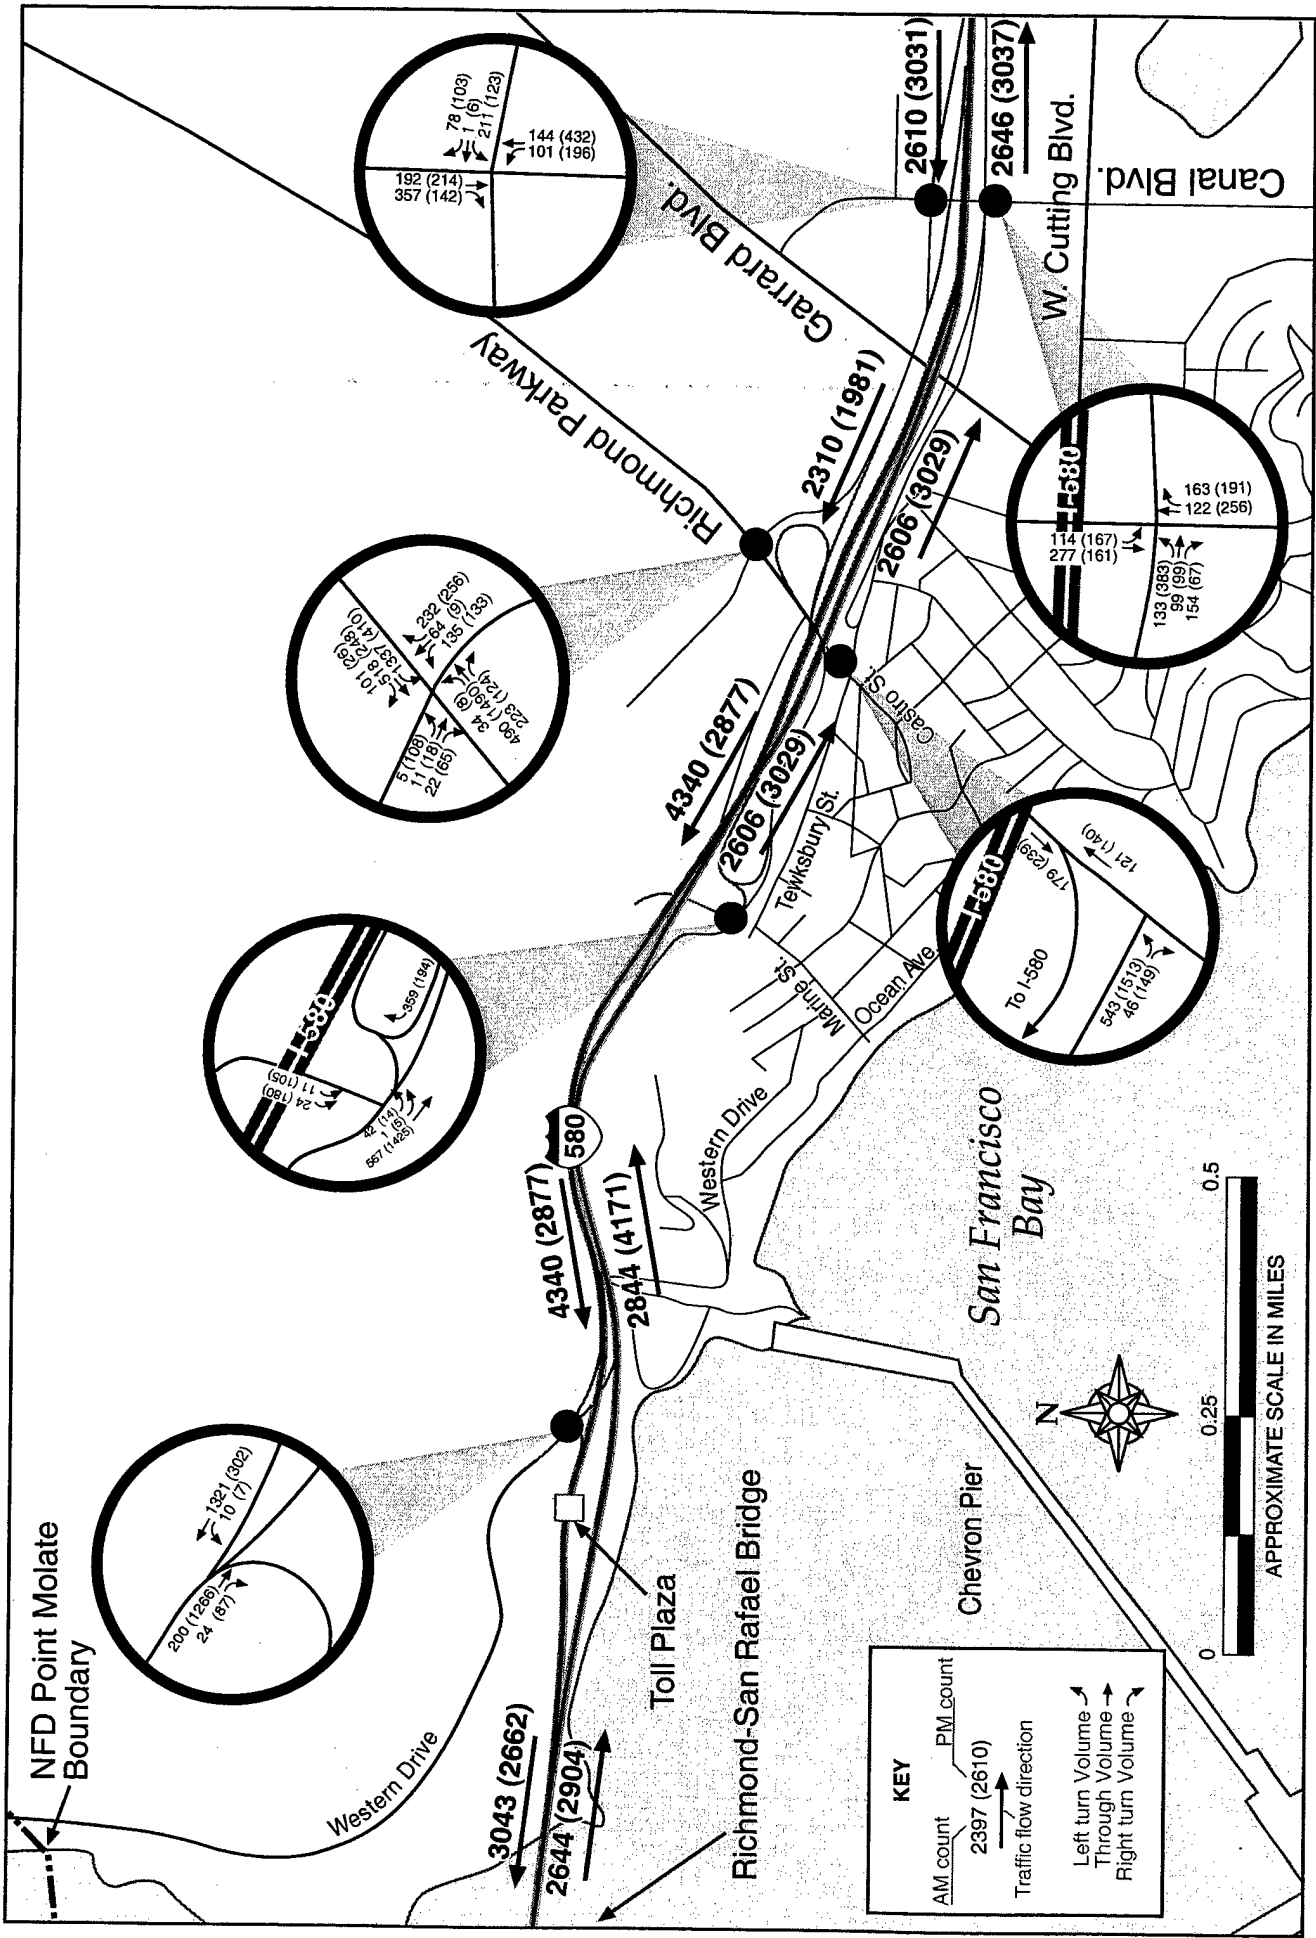 NFD Point Molate
Boundary
Western Drive
3043 (2662)
2644 (2904)
Toll Plaza
Richmond-San Rafael Bridge
1321 (302)
10 (7)
200 (1266)
24 (87)
4340 (2877)
2844 (4171)
580
Western Drive
I-580
359 (194)
11 (105)
24 (180)
42 (14)
1 (5)
567 (1425)
4340 (2877)
2606 (3029)
Tewksbury St.
Marine St.
Ocean Ave.
Castro St.
101 (26)
518 (248)
1337 (410)
232 (256)
64 (9)
135 (133)
5 (108)
11 (18)
22 (65)
34 (8)
490 (1490)
223 (124)
Richmond Parkway
Garrard Blvd.
2310 (1981)
2606 (3029)
I-580
To I-580
179 (239)
121 (140)
543 (1513)
46 (149)
78 (103)
1 (6)
211 (123)
192 (214)
357 (142)
144 (432)
101 (196)
2610 (3031)
2646 (3037)
W. Cutting Blvd.
Canal Blvd.
I-580
114 (167)
277 (161)
163 (191)
122 (256)
133 (383)
99 (99)
154 (67)
San Francisco
Bay
Chevron Pier
N
0
0.25
0.5
APPROXIMATE SCALE IN MILES
KEY
AM count
PM count
2397 (2610)
Traffic flow direction
Left turn Volume
Through Volume
Right turn Volume